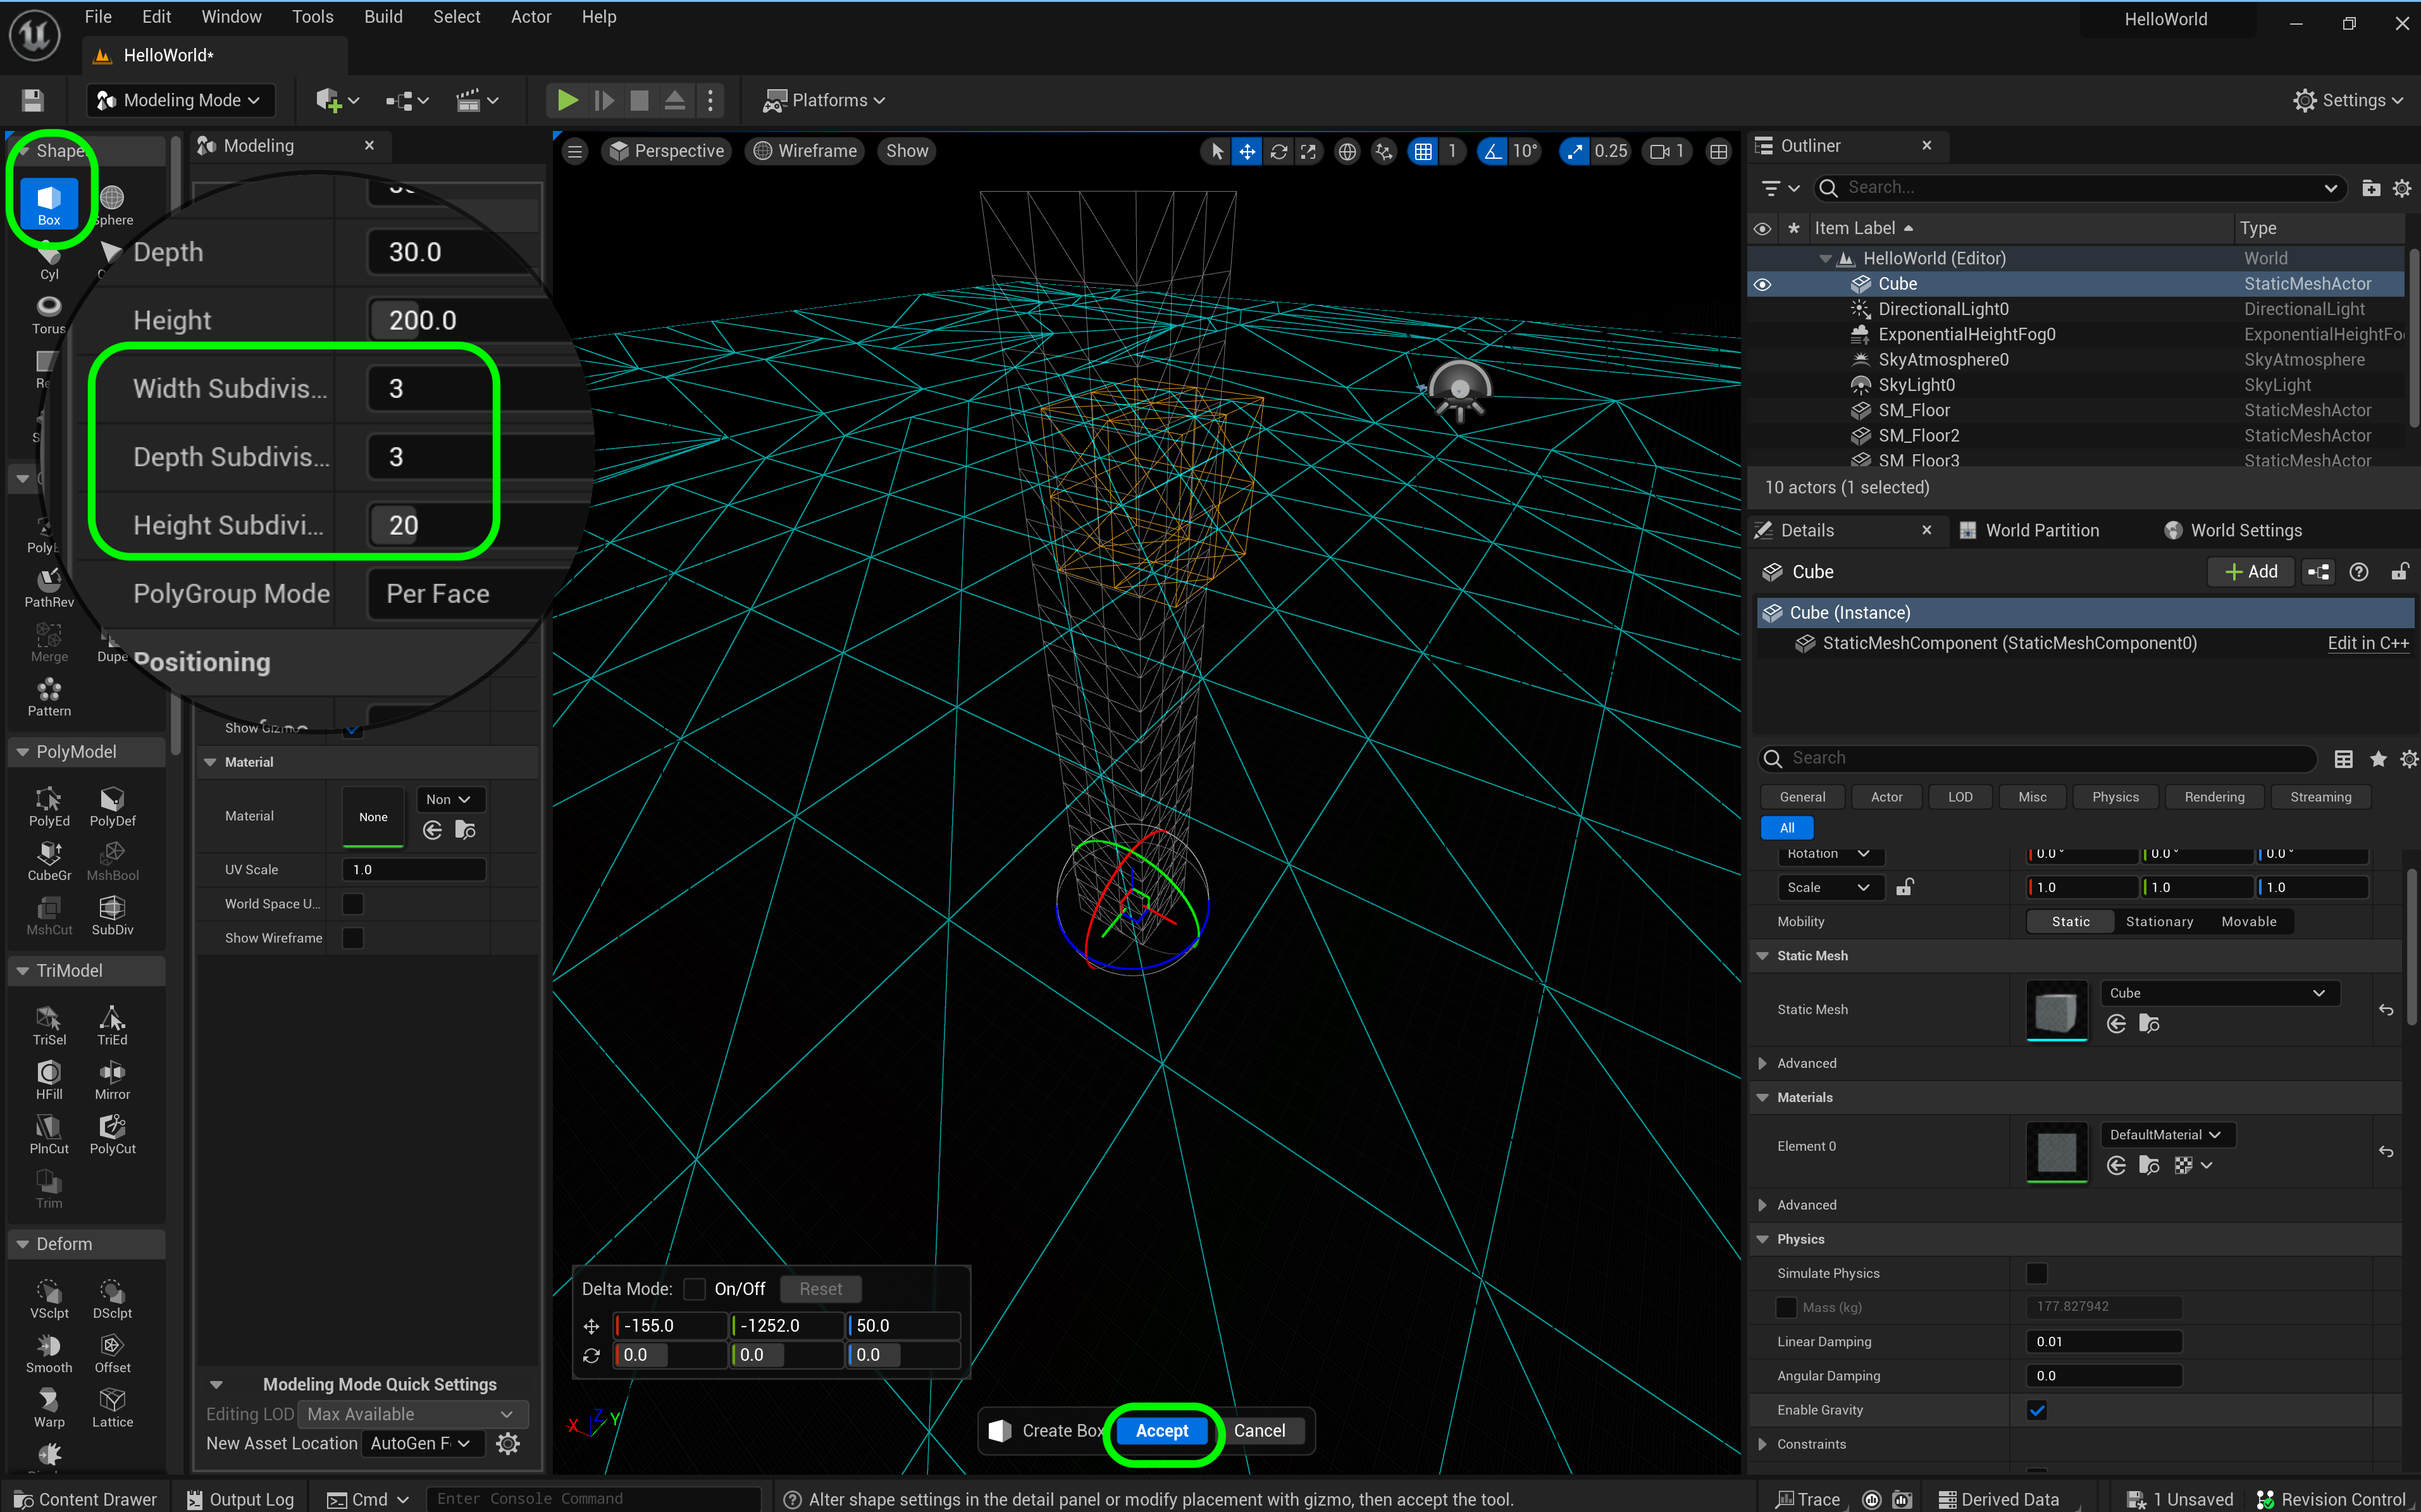 File Edit Window Tools Build Select Actor Help
HelloWorld
HelloWorld*
Modeling Mode
Platforms
Settings
Shape
Box
Sphere
Cyl
Torus
PathRev
Merge
Dupe
Pattern
PolyModel
PolyEd PolyDef
CubeGr MshBool
MshCut SubDiv
TriModel
TriSel TriEd
HFill Mirror
PlnCut PolyCut
Trim
Deform
VSclpt DSclpt
Smooth Offset
Warp Lattice
Modeling
Depth 30.0
Height 200.0
Width Subdivis... 3
Depth Subdivis... 3
Height Subdivi... 20
PolyGroup Mode Per Face
Positioning
Show Gizmo
Material
Material None Non
UV Scale 1.0
World Space U...
Show Wireframe
Modeling Mode Quick Settings
Editing LOD Max Available
New Asset Location AutoGen F
Perspective Wireframe Show
1 10° 0.25 1
Delta Mode: On/Off Reset
-155.0 -1252.0 50.0
0.0 0.0 0.0
X Z Y
Create Box Accept Cancel
Outliner
Search...
Item Label Type
HelloWorld (Editor) World
Cube StaticMeshActor
DirectionalLight0 DirectionalLight
ExponentialHeightFog0 ExponentialHeightFo
SkyAtmosphere0 SkyAtmosphere
SkyLight0 SkyLight
SM_Floor StaticMeshActor
SM_Floor2 StaticMeshActor
SM_Floor3 StaticMeshActor
10 actors (1 selected)
Details World Partition World Settings
Cube Add
Cube (Instance)
StaticMeshComponent (StaticMeshComponent0) Edit in C++
Search
General Actor LOD Misc Physics Rendering Streaming
All
Rotation 0.0° 0.0° 0.0°
Scale 1.0 1.0 1.0
Mobility Static Stationary Movable
Static Mesh
Static Mesh Cube
Advanced
Materials
Element 0 DefaultMaterial
Advanced
Physics
Simulate Physics
Mass (kg) 177.827942
Linear Damping 0.01
Angular Damping 0.0
Enable Gravity
Constraints
Content Drawer Output Log Cmd Enter Console Command
Alter shape settings in the detail panel or modify placement with gizmo, then accept the tool.
Trace Derived Data 1 Unsaved Revision Control